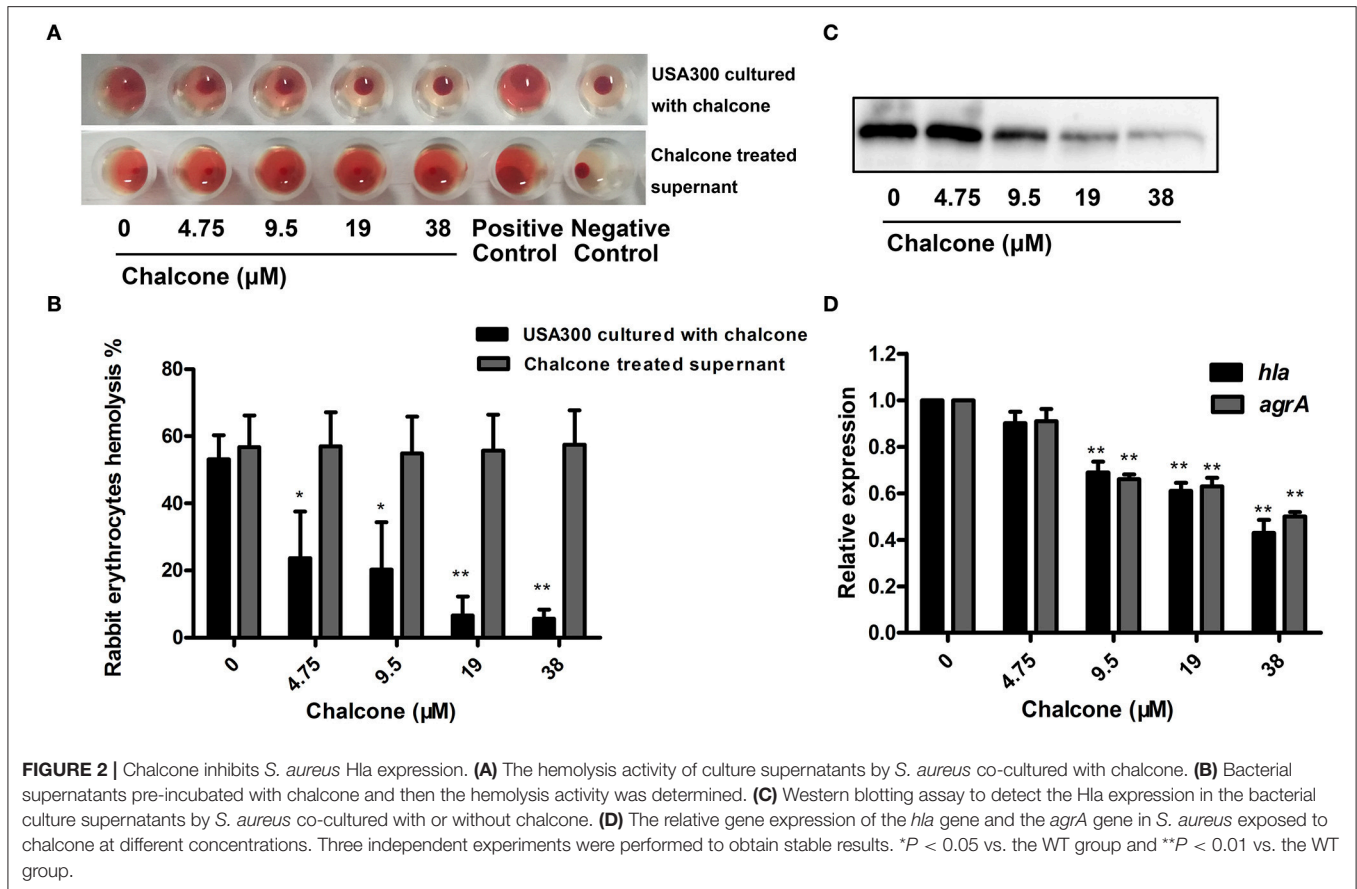 A
USA300 cultured
with chalcone
Chalcone treated
supernant
0 4.75 9.5 19 38 Positive Control Negative Control
Chalcone (µM)
C
0 4.75 9.5 19 38
Chalcone (µM)
B
USA300 cultured with chalcone
Chalcone treated supernant
Rabbit erythrocytes hemolysis %
80
60
40
20
0
* * ** **
0 4.75 9.5 19 38
Chalcone (µM)
D
hla
agrA
Relative expression
1.2
1.0
0.8
0.6
0.4
0.2
0.0
** ** ** ** ** **
0 4.75 9.5 19 38
Chalcone (µM)
FIGURE 2 | Chalcone inhibits S. aureus Hla expression. (A) The hemolysis activity of culture supernatants by S. aureus co-cultured with chalcone. (B) Bacterial
supernatants pre-incubated with chalcone and then the hemolysis activity was determined. (C) Western blotting assay to detect the Hla expression in the bacterial
culture supernatants by S. aureus co-cultured with or without chalcone. (D) The relative gene expression of the hla gene and the agrA gene in S. aureus exposed to
chalcone at different concentrations. Three independent experiments were performed to obtain stable results. *P < 0.05 vs. the WT group and **P < 0.01 vs. the WT
group.